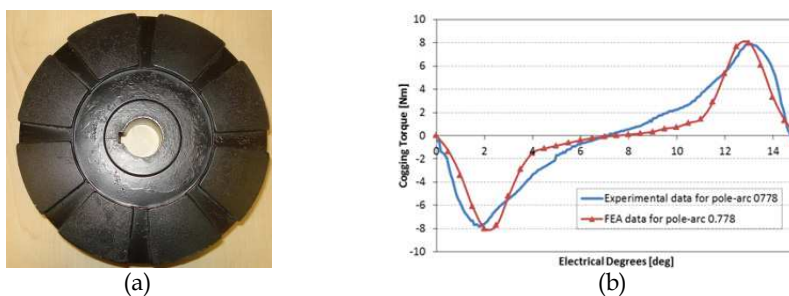 10
8
6
4
2
0
-2
-4
-6
-8
-10
Cogging Torque [Nm]
0 2 4 6 8 10 12 14
Experimental data for pole-arc 0778
FEA data for pole-arc 0.778
Electrical Degrees [deg]
(a) (b)